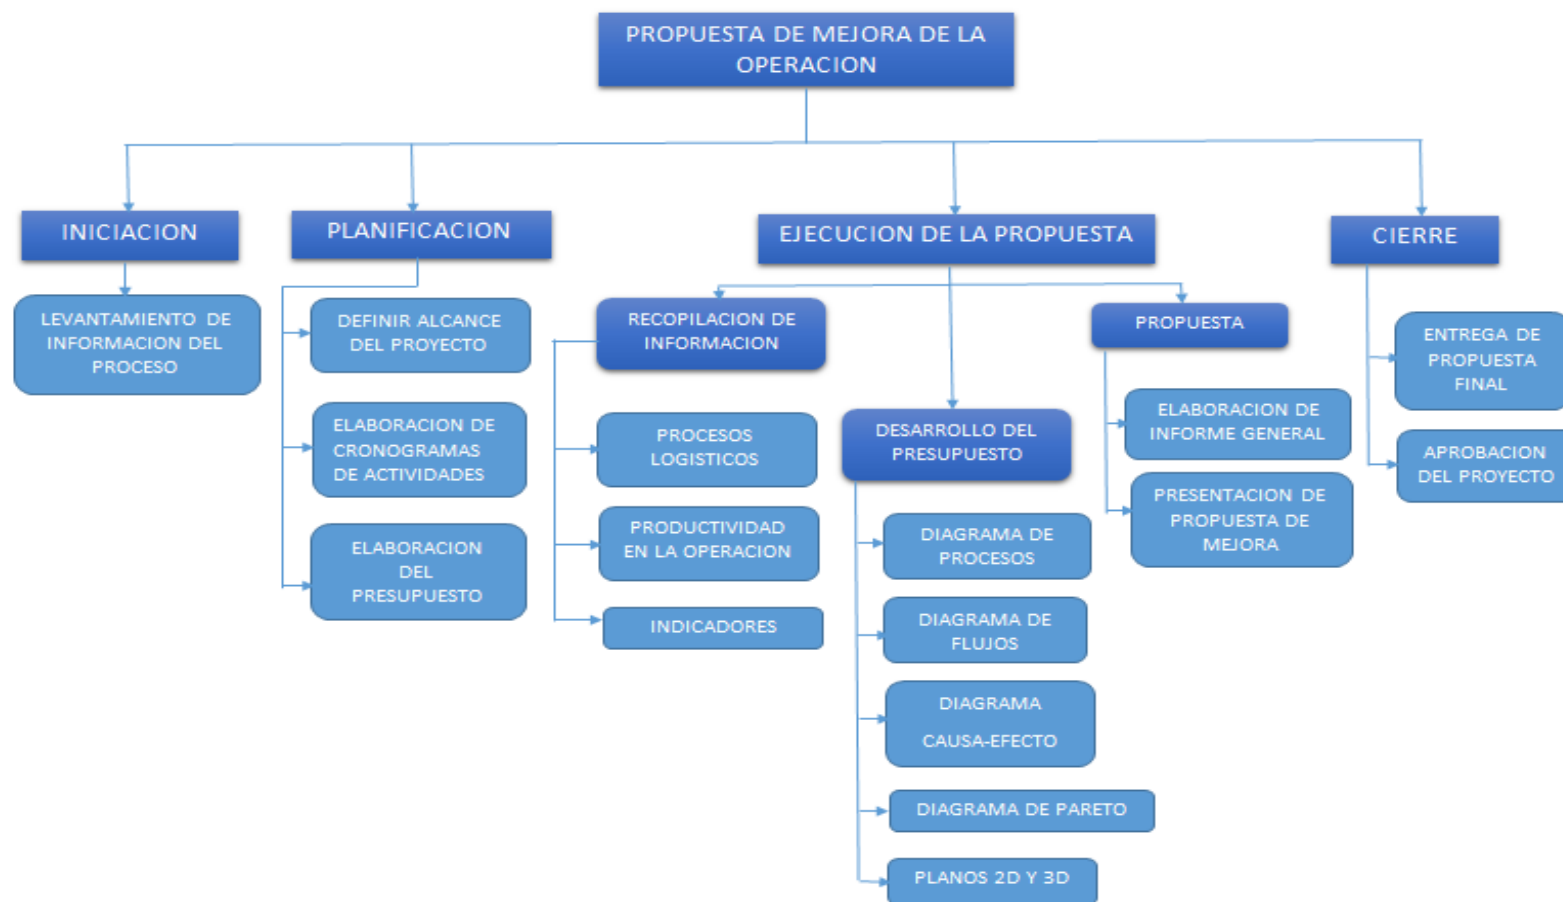 PROPUESTA DE MEJORA DE LA
OPERACION
INICIACION
LEVANTAMIENTO DE
INFORMACION DEL
PROCESO
PLANIFICACION
DEFINIR ALCANCE
DEL PROYECTO
ELABORACION DE
CRONOGRAMAS
DE ACTIVIDADES
ELABORACION
DEL
PRESUPUESTO
EJECUCION DE LA PROPUESTA
RECOPILACION DE
INFORMACION
PROCESOS
LOGISTICOS
PRODUCTIVIDAD
EN LA OPERACION
INDICADORES
DESARROLLO DEL
PRESUPUESTO
DIAGRAMA DE
PROCESOS
DIAGRAMA DE
FLUJOS
DIAGRAMA
CAUSA-EFECTO
DIAGRAMA DE PARETO
PLANOS 2D Y 3D
PROPUESTA
ELABORACION DE
INFORME GENERAL
PRESENTACION DE
PROPUESTA DE
MEJORA
CIERRE
ENTREGA DE
PROPUESTA
FINAL
APROBACION
DEL PROYECTO